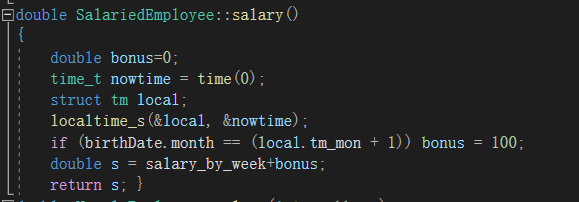 double SalariedEmployee::salary()
{
double bonus=0;
time_t nowtime = time(0);
struct tm local;
localtime_s(&local, &nowtime);
if (birthDate.month == (local.tm_mon + 1)) bonus = 100;
double s = salary_by_week+bonus;
return s; }